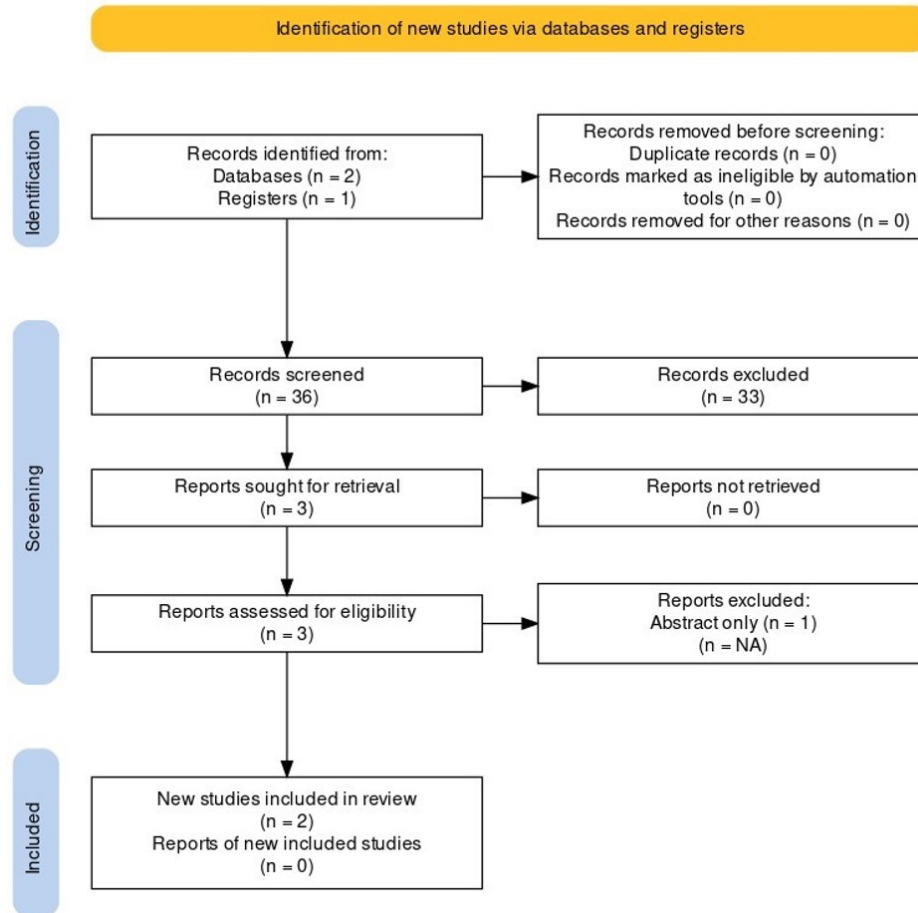 Identification of new studies via databases and registers
Identification
Records identified from:
Databases (n = 2)
Registers (n = 1)
Records removed before screening:
Duplicate records (n = 0)
Records marked as ineligible by automation
tools (n = 0)
Records removed for other reasons (n = 0)
Screening
Records screened
(n = 36)
Records excluded
(n = 33)
Reports sought for retrieval
(n = 3)
Reports not retrieved
(n = 0)
Reports assessed for eligibility
(n = 3)
Reports excluded:
Abstract only (n = 1)
(n = NA)
Included
New studies included in review
(n = 2)
Reports of new included studies
(n = 0)